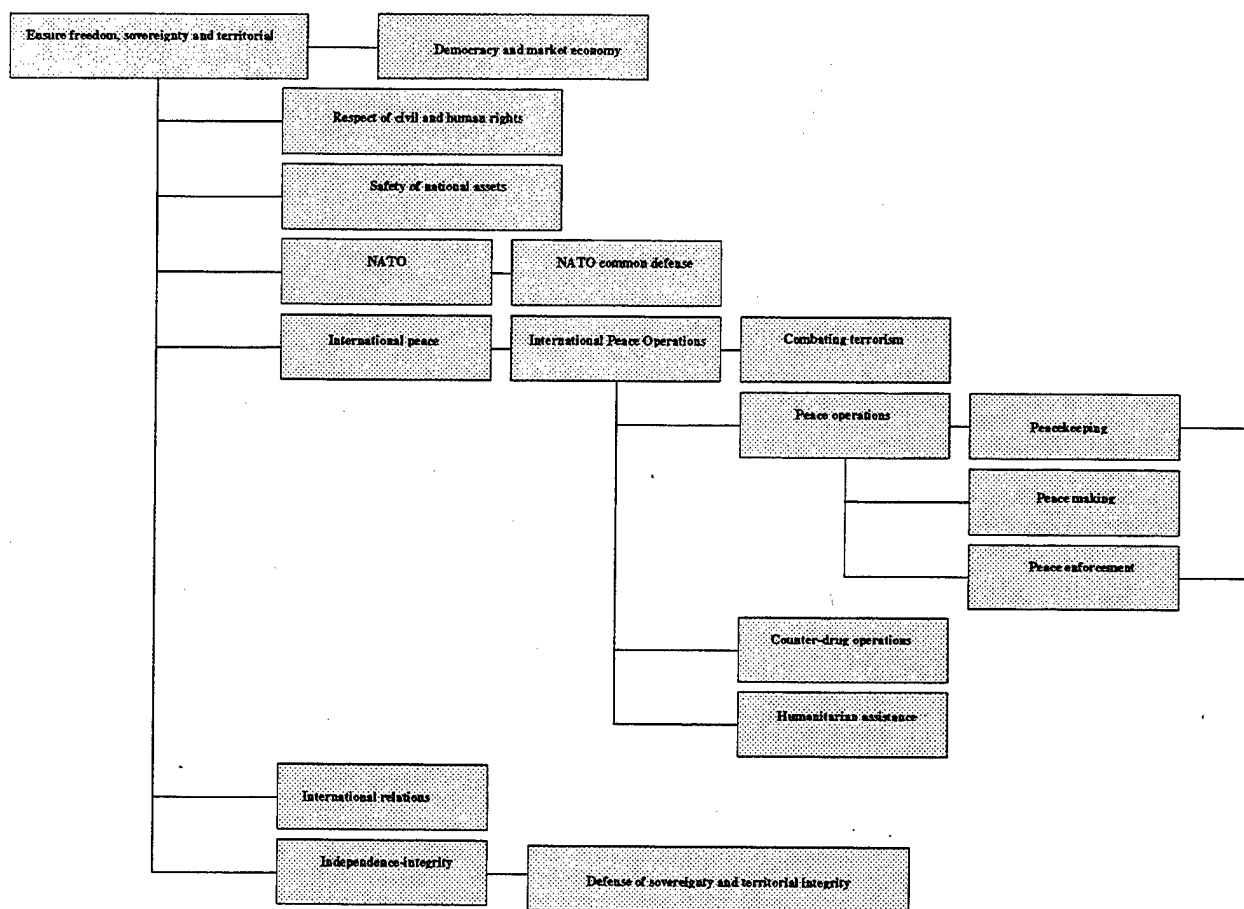 Ensure freedom, sovereignty and territorial
Democracy and market economy
Respect of civil and human rights
Safety of national assets
NATO
NATO common defense
International peace
International Peace Operations
Combating terrorism
Peace operations
Peacekeeping
Peace making
Peace enforcement
Counter-drug operations
Humanitarian assistance
International relations
Independence-integrity
Defense of sovereignty and territorial integrity